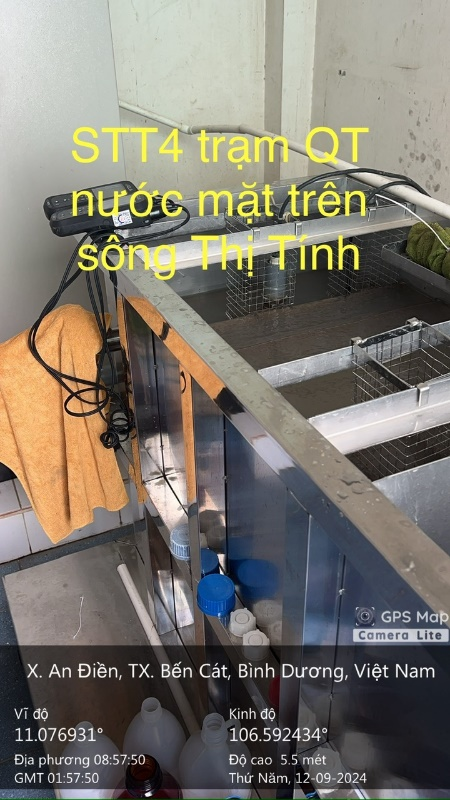 STT4 trạm QT
nước mặt trên
sông Thị Tính
GPS Map
Camera Lite
X. An Điền, TX. Bến Cát, Bình Dương, Việt Nam
Vĩ độ
Kinh độ
11.076931°
106.592434°
Địa phương 08:57:50
Độ cao 5.5 mét
GMT 01:57:50
Thứ Năm, 12-09-2024